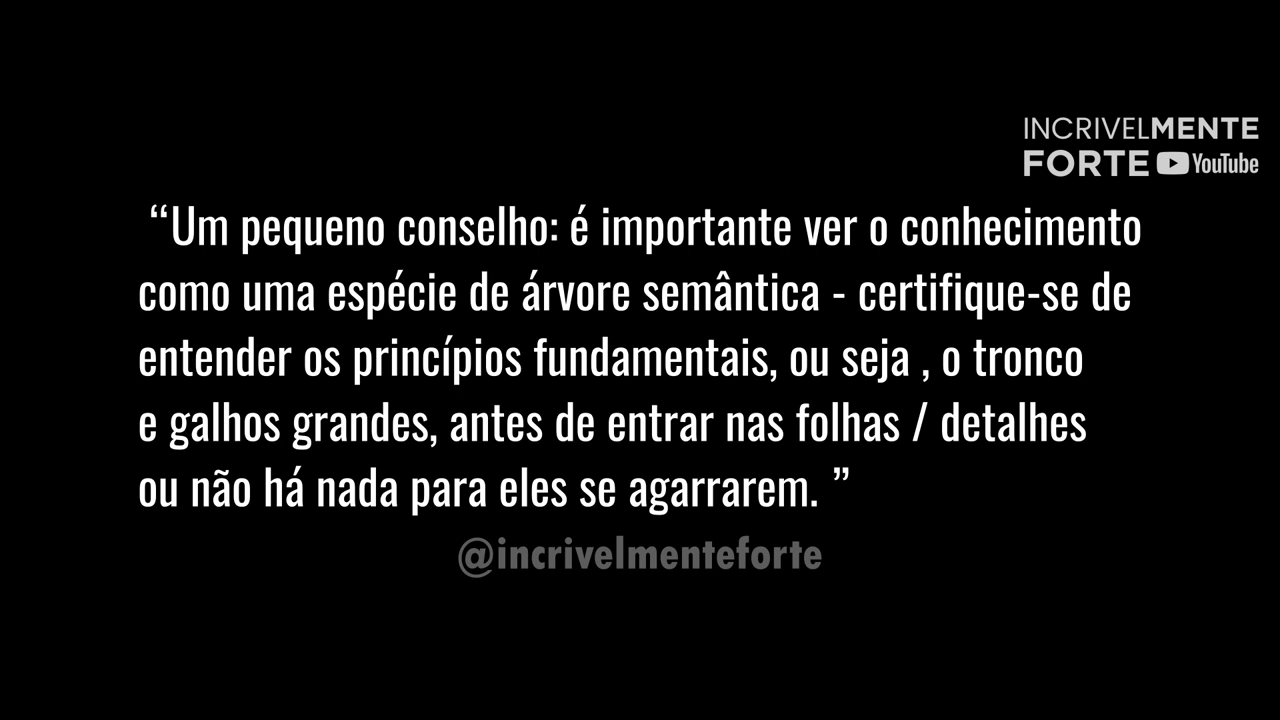 INCRIVELMENTE
FORTE YouTube
“Um pequeno conselho: é importante ver o conhecimento
como uma espécie de árvore semântica - certifique-se de
entender os princípios fundamentais, ou seja , o tronco
e galhos grandes, antes de entrar nas folhas / detalhes
ou não há nada para eles se agarrarem. ”
@incrivelmenteforte